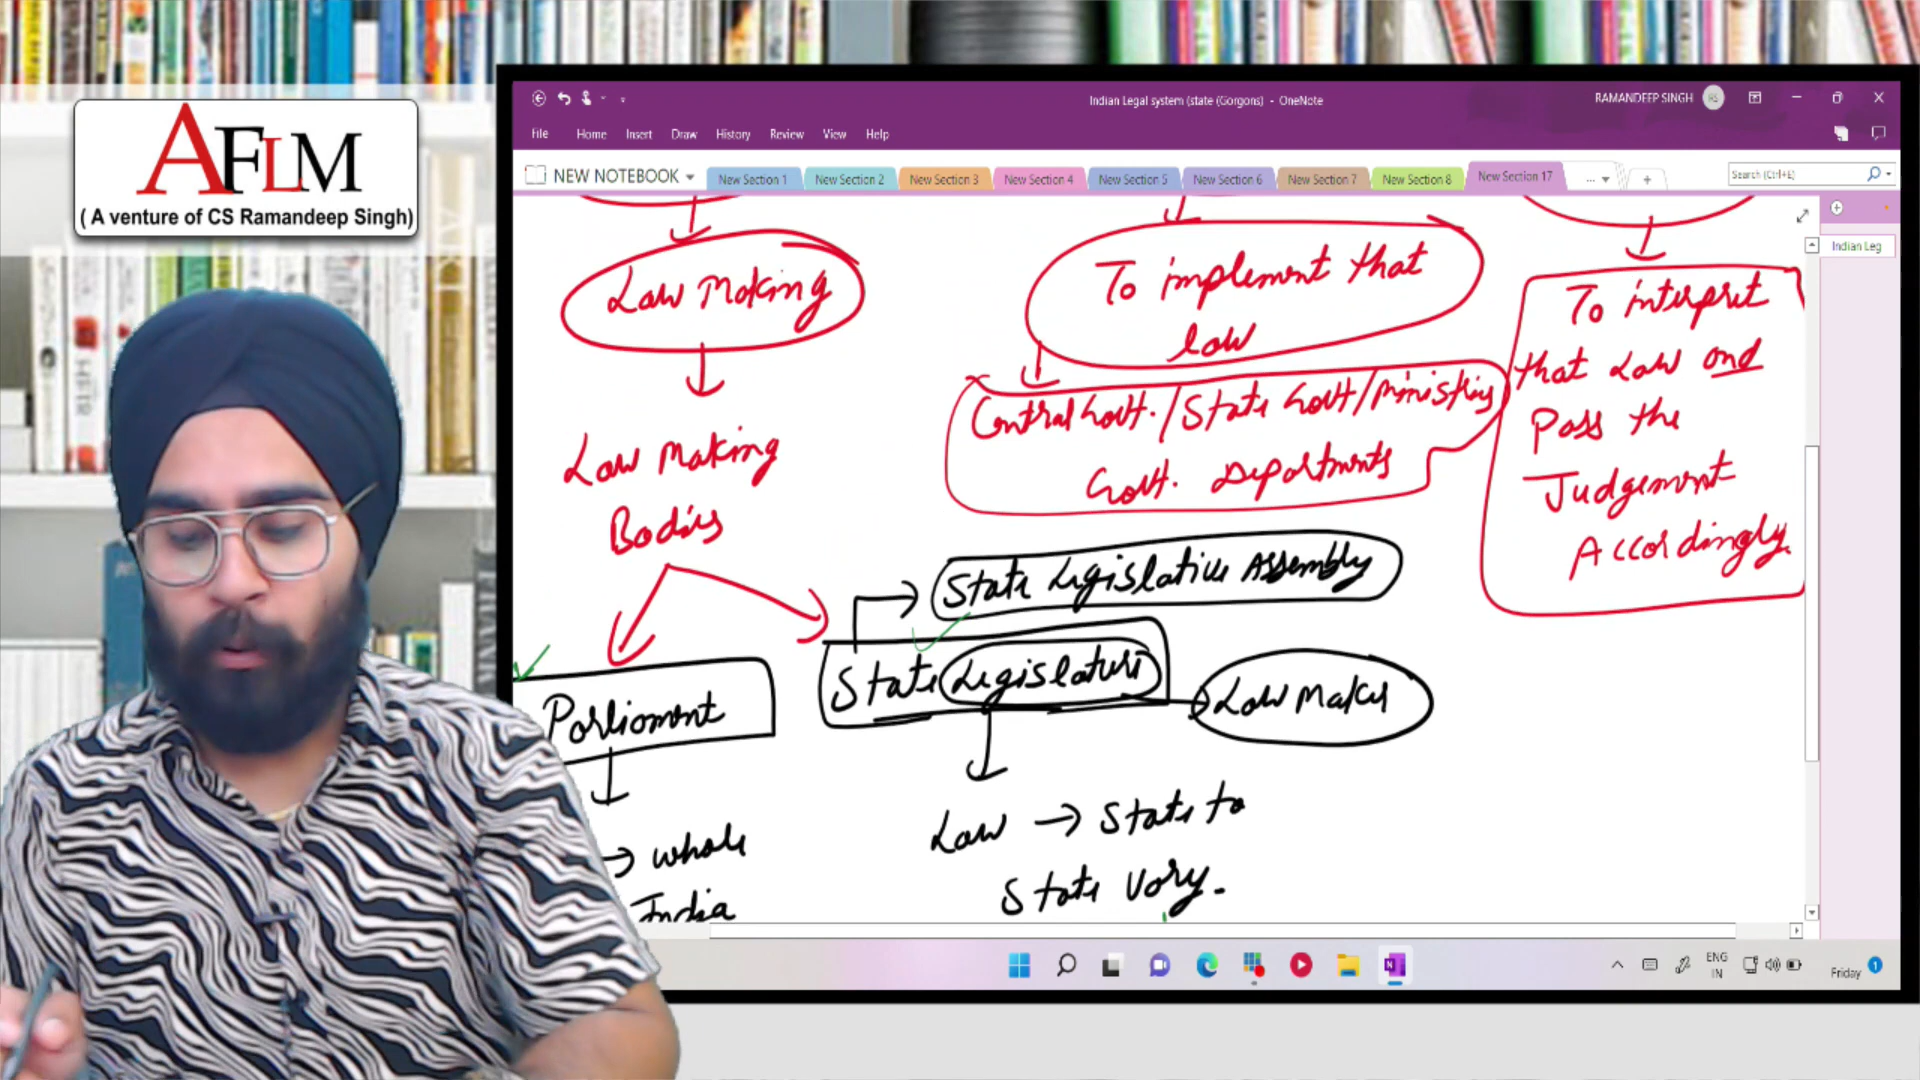 AFLM
( A venture of CS Ramandeep Singh)
Indian Legal system (state (Gorgons) - OneNote
RAMANDEEP SINGH
RS
File Home Insert Draw History Review View Help
NEW NOTEBOOK
New Section 1
New Section 2
New Section 3
New Section 4
New Section 5
New Section 6
New Section 7
New Section 8
New Section 17
...
Search (Ctrl+E)
Indian Leg
Law Making
Law Making
Bodies
To implement that
law
Central Govt. / State Govt / Ministries
Govt. Departments
To interpret
that Law and
Pass the
Judgement
Accordingly.
State Legislative Assembly
State Legislature
Law Maker
Parliament
→ whole
India
Law → State to
State Vary.
ENG
IN
Friday
1